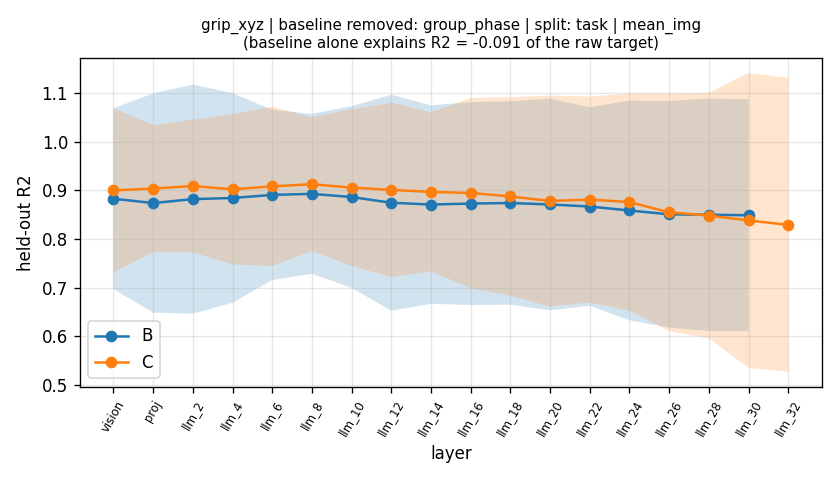 grip_xyz | baseline removed: group_phase | split: task | mean_img
(baseline alone explains R2 = -0.091 of the raw target)
held-out R2
1.1
1.0
0.9
0.8
0.7
0.6
0.5
B
C
vision
proj
llm_2
llm_4
llm_6
llm_8
llm_10
llm_12
llm_14
llm_16
llm_18
llm_20
llm_22
llm_24
llm_26
llm_28
llm_30
llm_32
layer